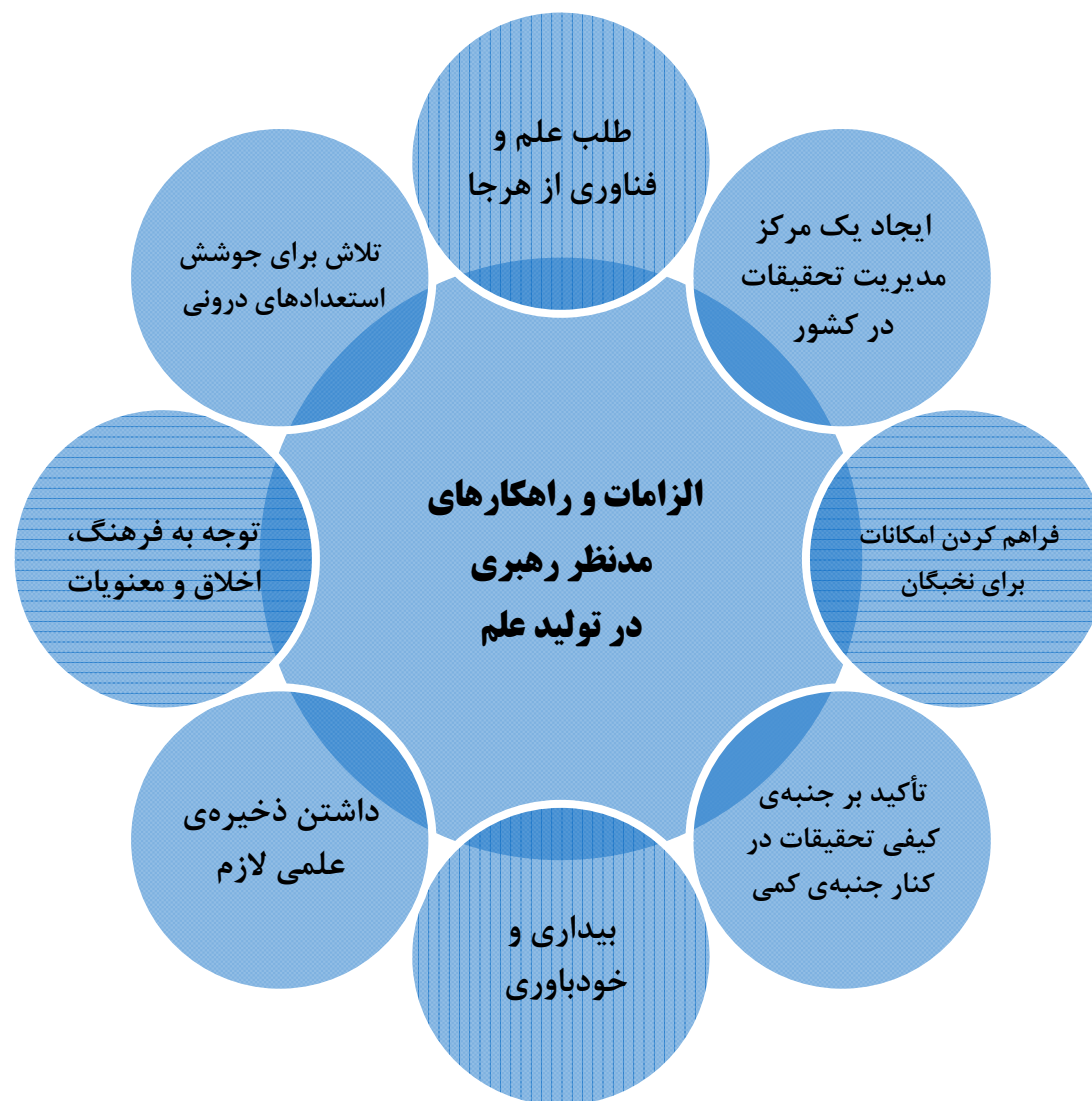 طلب علم و
فناوری از هرجا
ایجاد یک مرکز
مدیریت تحقیقات
در کشور
فراهم کردن امکانات
برای نخبگان
تأکید بر جنبه‌ی
کیفی تحقیقات در
کنار جنبه‌ی کمی
بیداری و
خودباوری
داشتن ذخیره‌ی
علمی لازم
توجه به فرهنگ،
اخلاق و معنویات
تلاش برای جوشش
استعدادهای درونی
الزامات و راهکارهای
مدنظر رهبری
در تولید علم